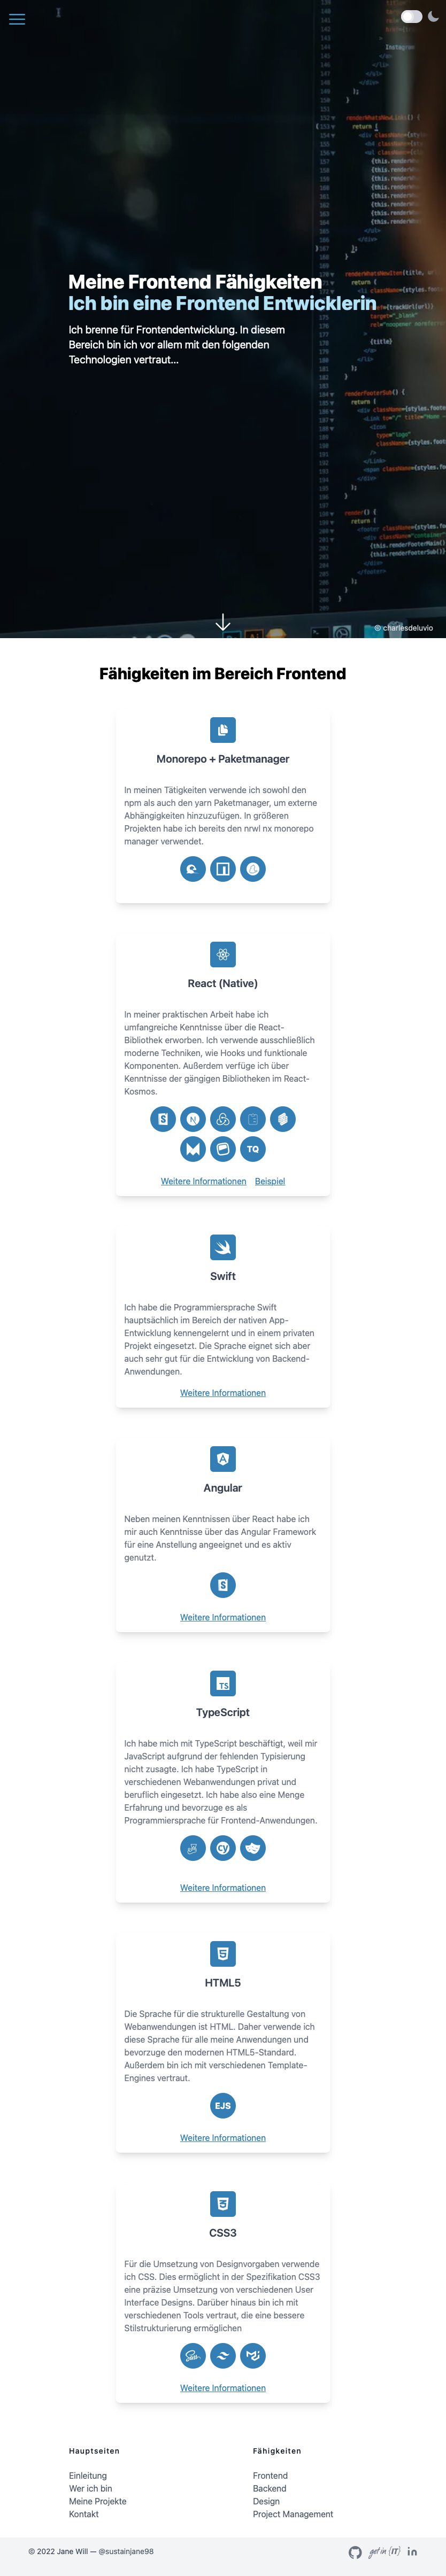 Meine Frontend Fähigkeiten
Ich bin eine Frontend Entwicklerin
Ich brenne für Frontendentwicklung. In diesem
Bereich bin ich vor allem mit den folgenden
Technologien vertraut...
© charlesdeluvio
Fähigkeiten im Bereich Frontend
Monorepo + Paketmanager
In meinen Tätigkeiten verwende ich sowohl den
npm als auch den yarn Paketmanager, um externe
Abhängigkeiten hinzuzufügen. In größeren
Projekten habe ich bereits den nrwl nx monorepo
manager verwendet.
React (Native)
In meiner praktischen Arbeit habe ich
umfangreiche Kenntnisse über die React-
Bibliothek erworben. Ich verwende ausschließlich
moderne Techniken, wie Hooks und funktionale
Komponenten. Außerdem verfüge ich über
Kenntnisse der gängigen Bibliotheken im React-
Kosmos.
TQ
Weitere Informationen Beispiel
Swift
Ich habe die Programmiersprache Swift
hauptsächlich im Bereich der nativen App-
Entwicklung kennengelernt und in einem privaten
Projekt eingesetzt. Die Sprache eignet sich aber
auch sehr gut für die Entwicklung von Backend-
Anwendungen.
Weitere Informationen
Angular
Neben meinen Kenntnissen über React habe ich
mir auch Kenntnisse über das Angular Framework
für eine Anstellung angeeignet und es aktiv
genutzt.
Weitere Informationen
TS
TypeScript
Ich habe mich mit TypeScript beschäftigt, weil mir
JavaScript aufgrund der fehlenden Typisierung
nicht zusagte. Ich habe TypeScript in
verschiedenen Webanwendungen privat und
beruflich eingesetzt. Ich habe also eine Menge
Erfahrung und bevorzuge es als
Programmiersprache für Frontend-Anwendungen.
cy
Weitere Informationen
HTML5
Die Sprache für die strukturelle Gestaltung von
Webanwendungen ist HTML. Daher verwende ich
diese Sprache für alle meine Anwendungen und
bevorzuge den modernen HTML5-Standard.
Außerdem bin ich mit verschiedenen Template-
Engines vertraut.
EJS
Weitere Informationen
CSS3
Für die Umsetzung von Designvorgaben verwende
ich CSS. Dies ermöglicht in der Spezifikation CSS3
eine präzise Umsetzung von verschiedenen User
Interface Designs. Darüber hinaus bin ich mit
verschiedenen Tools vertraut, die eine bessere
Stilstrukturierung ermöglichen
Sass
Weitere Informationen
Hauptseiten
Einleitung
Wer ich bin
Meine Projekte
Kontakt
Fähigkeiten
Frontend
Backend
Design
Project Management
© 2022 Jane Will — @sustainjane98
get in {IT}
in